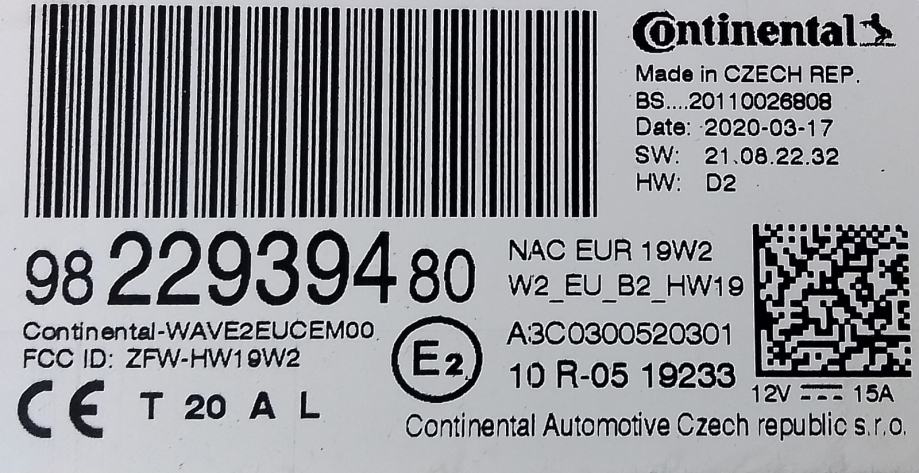 Continental
Made in CZECH REP.
BS....20110026808
Date: 2020-03-17
SW: 21.08.22.32
HW: D2
98 229394 80
NAC EUR 19W2
W2_EU_B2_HW19
Continental-WAVE2EUCEM00
FCC ID: ZFW-HW19W2
E2
A3C0300520301
10 R-05 19233
12V 15A
CE T 20 A L
Continental Automotive Czech republic s.r.o.